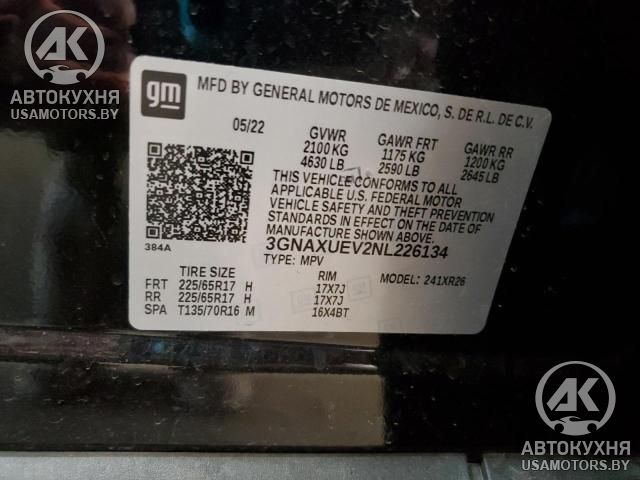 AK
АВТОКУХНЯ
USAMOTORS.BY
gm
MFD BY GENERAL MOTORS DE MEXICO, S. DE R.L. DE C.V.
05/22 GVWR GAWR FRT GAWR RR
2100 KG 1175 KG 1200 KG
4630 LB 2590 LB 2645 LB
THIS VEHICLE CONFORMS TO ALL
APPLICABLE U.S. FEDERAL MOTOR
VEHICLE SAFETY AND THEFT PREVENTION
STANDARDS IN EFFECT ON THE DATE OF
MANUFACTURE SHOWN ABOVE.
3GNAXUEV2NL226134
384A
TYPE: MPV MODEL: 241XR26
TIRE SIZE RIM
FRT 225/65R17 H 17X7J
RR 225/65R17 H 17X7J
SPA T135/70R16 M 16X4BT
AK
АВТОКУХНЯ
USAMOTORS.BY